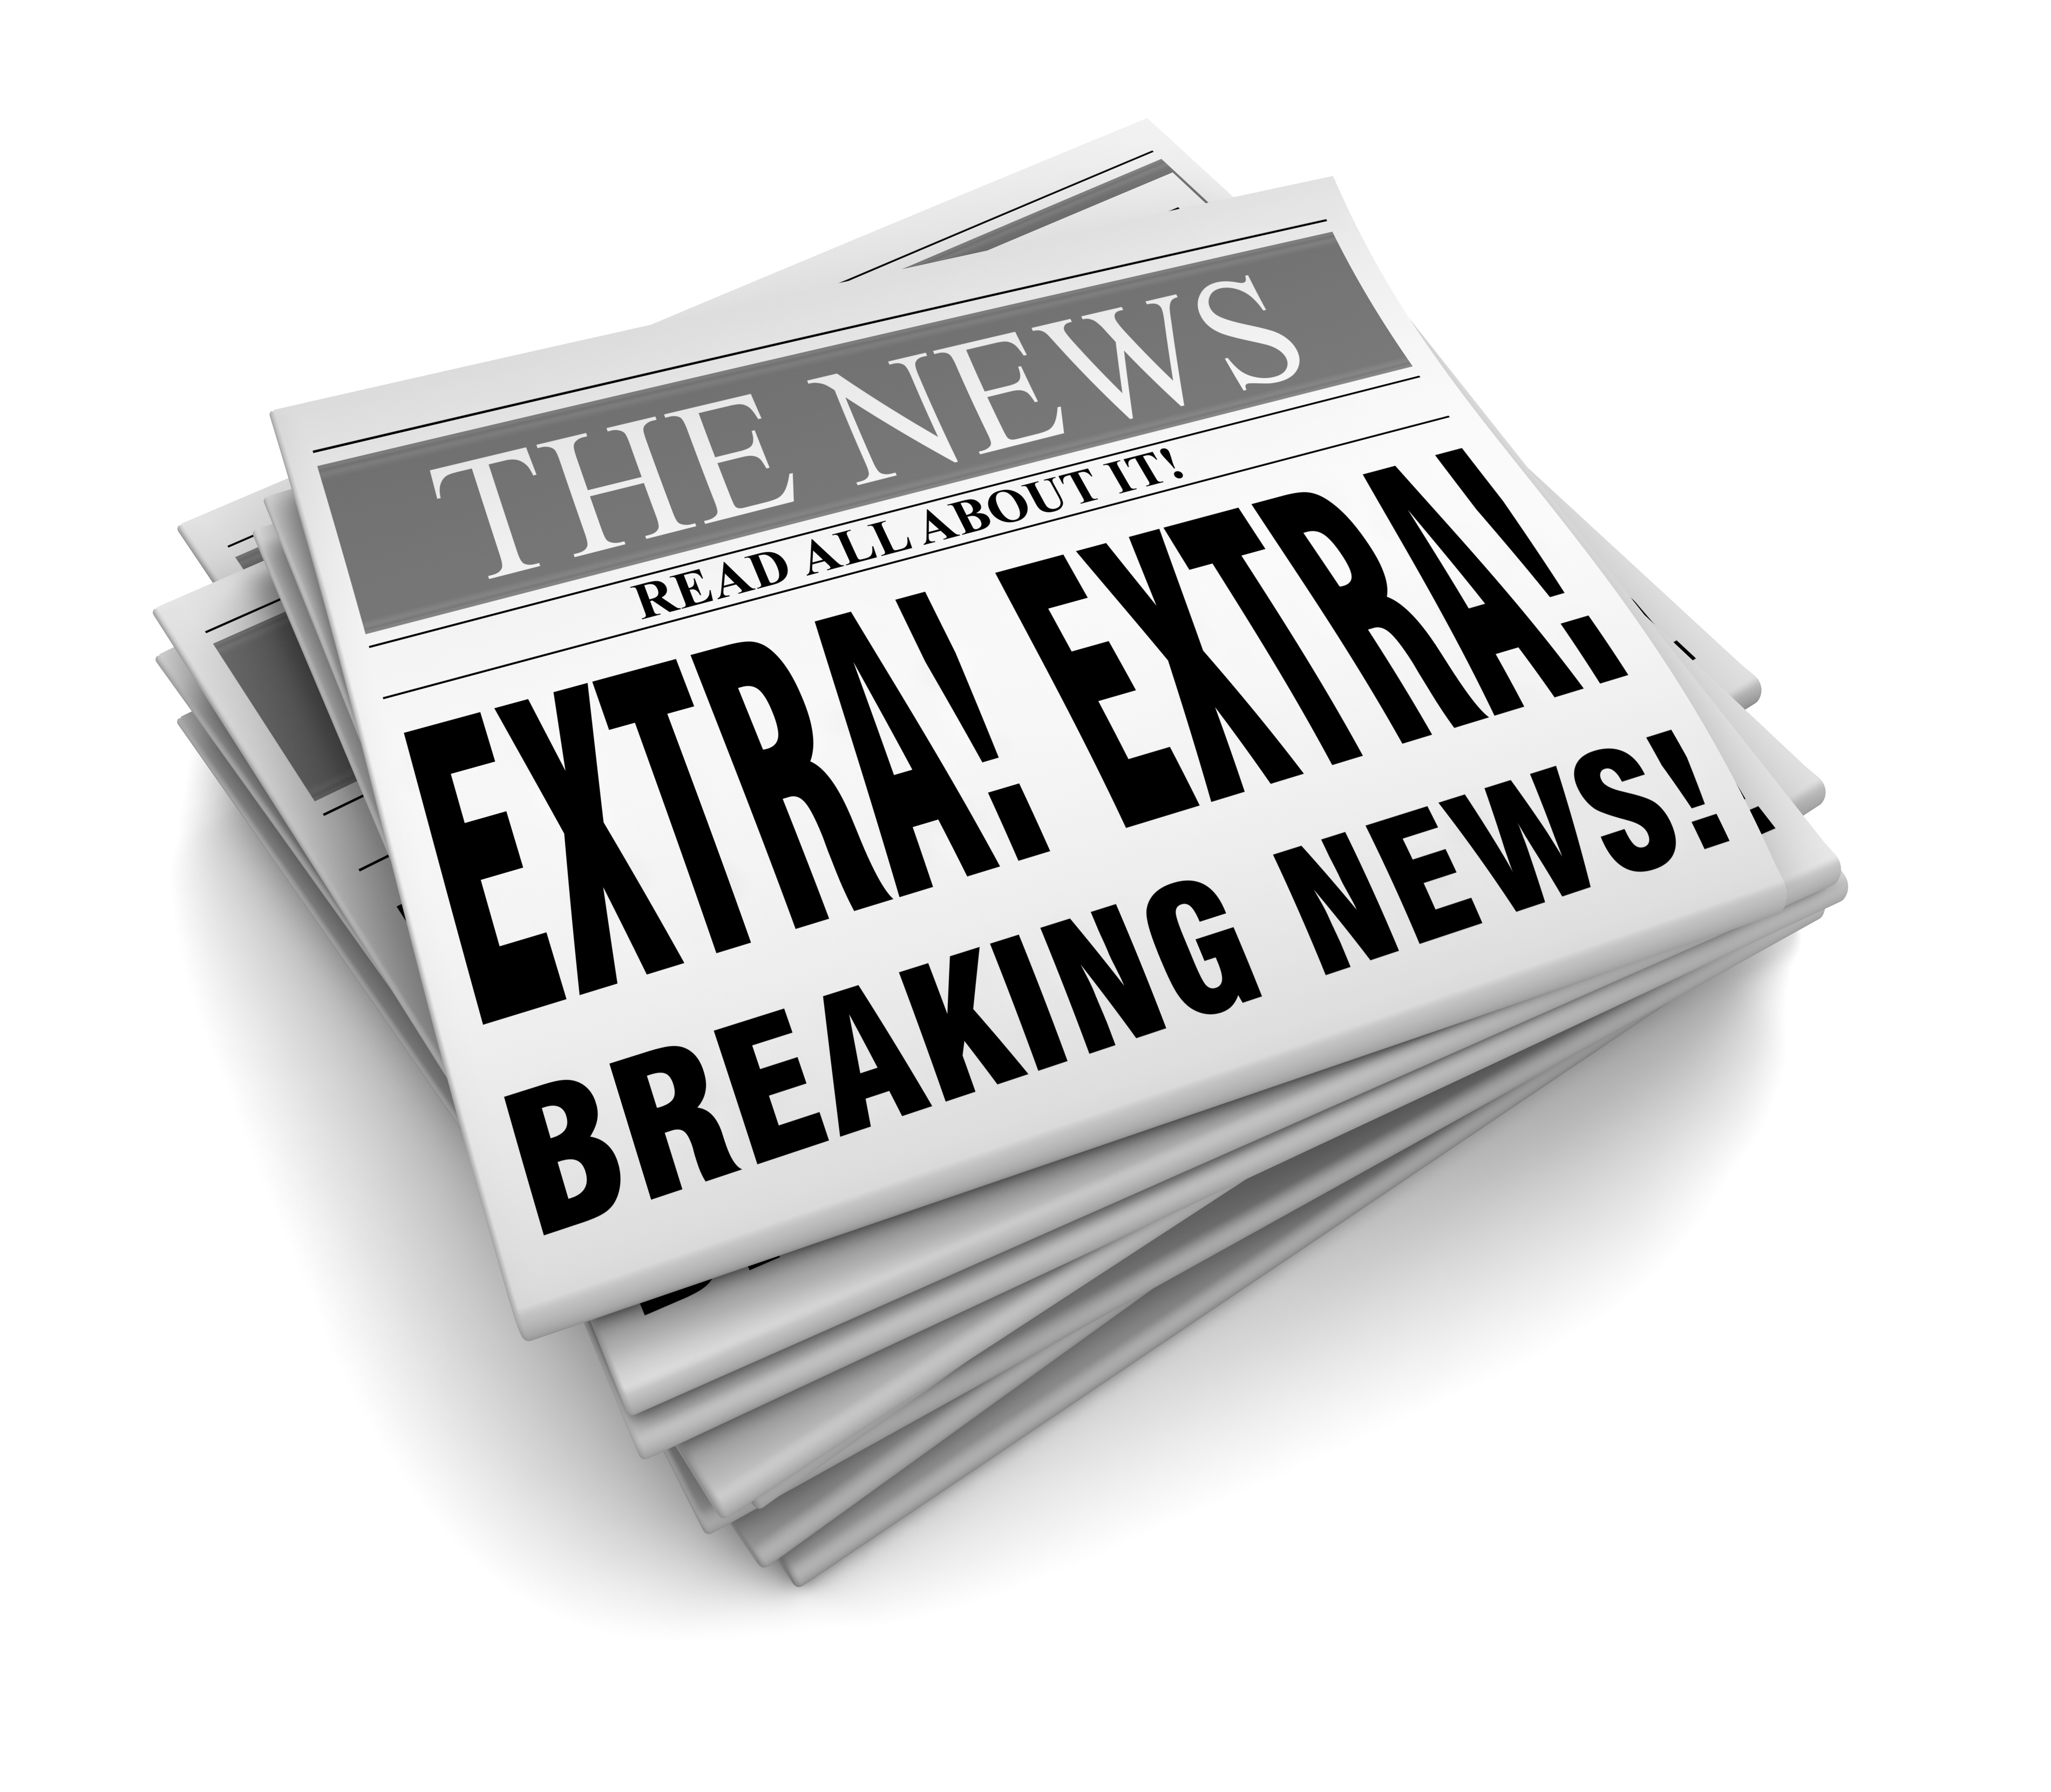 THE NEWS
READ ALL ABOUT IT!
EXTRA! EXTRA!
BREAKING NEWS!